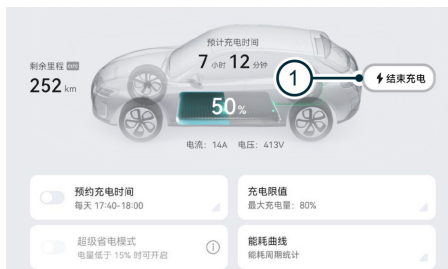 预计充电时间
7 小时 12 分钟
剩余里程
252 km
1
结束充电
50%
电流：14A 电压：413V
预约充电时间
每天 17:40-18:00
充电限值
最大充电量：80%
超级省电模式
电量低于 15% 时可开启
能耗曲线
能耗周期统计